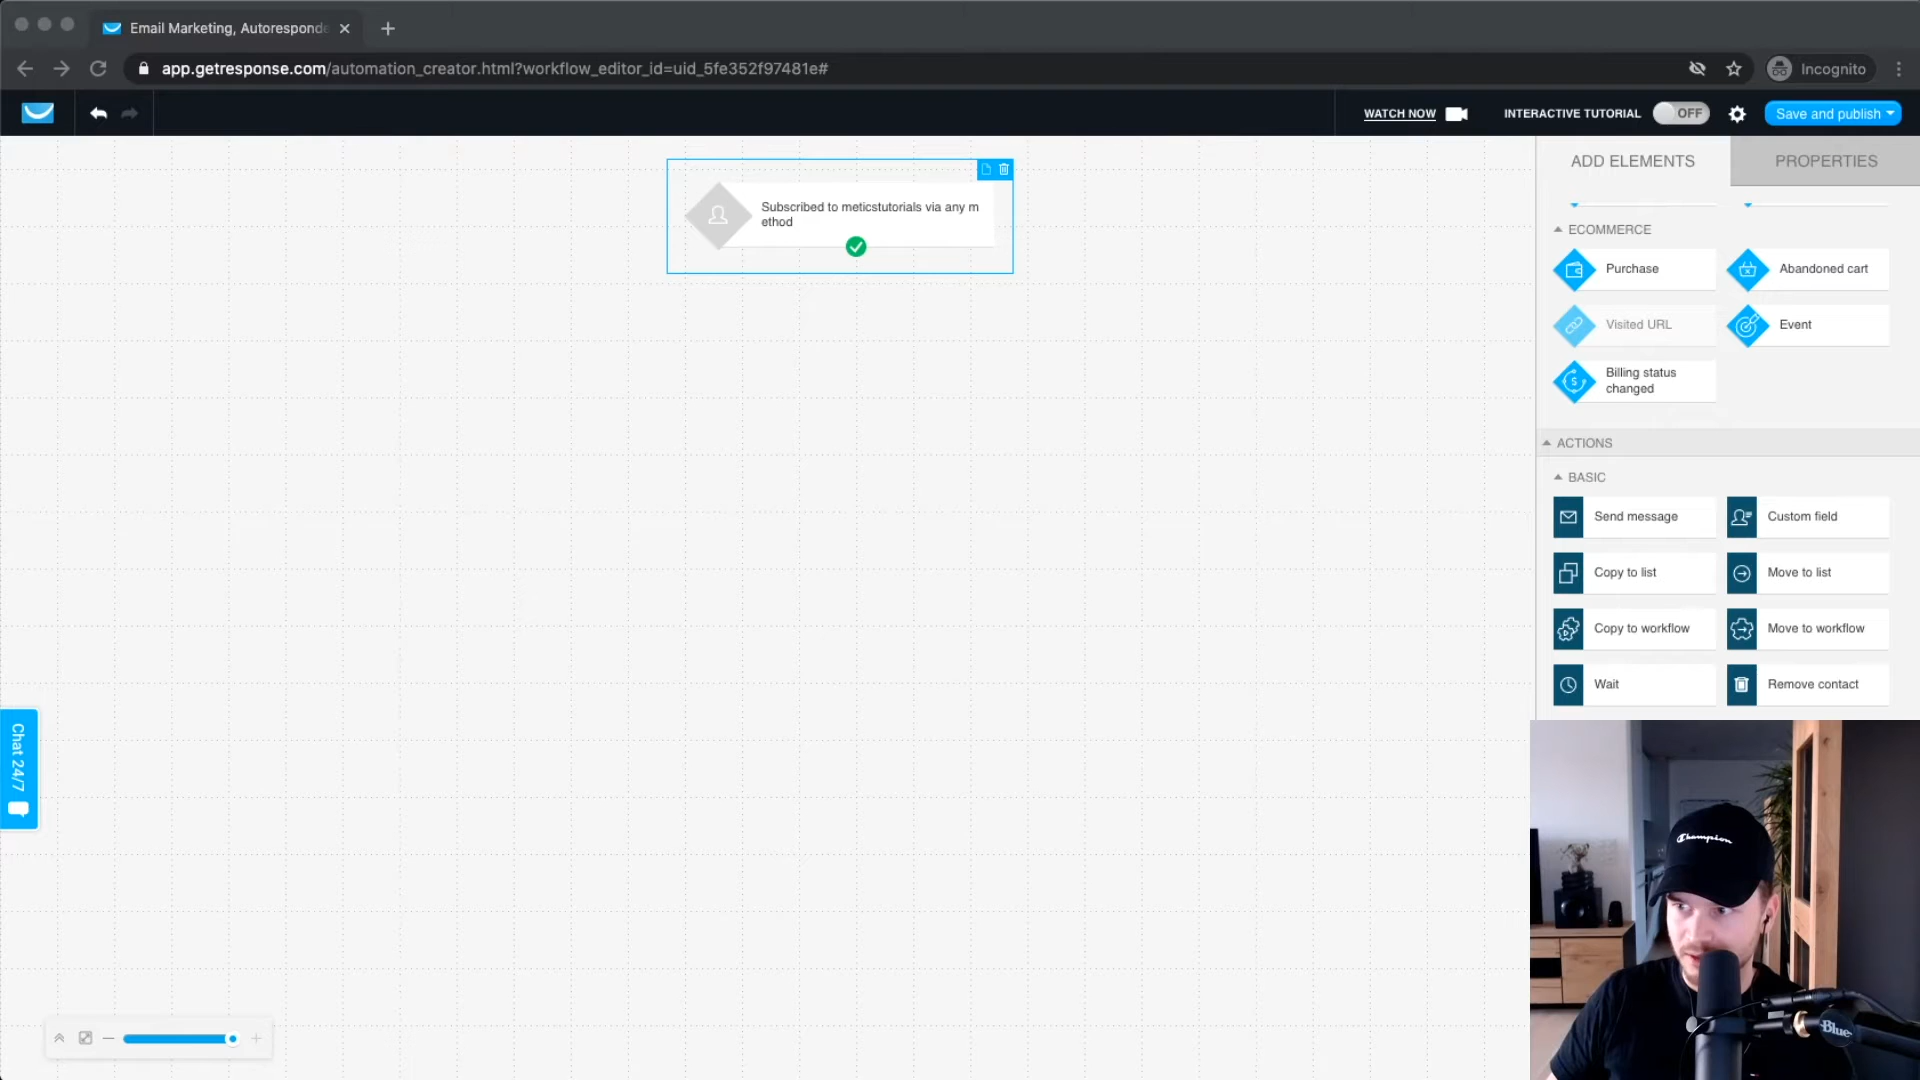 Email Marketing, Autoresponde
app.getresponse.com/automation_creator.html?workflow_editor_id=uid_5fe352f97481e#
Incognito
WATCH NOW
INTERACTIVE TUTORIAL
OFF
Save and publish
ADD ELEMENTS
PROPERTIES
Subscribed to meticstutorials via any m
ethod
ECOMMERCE
Purchase
Abandoned cart
Visited URL
Event
Billing status
changed
ACTIONS
BASIC
Send message
Custom field
Copy to list
Move to list
Copy to workflow
Move to workflow
Wait
Remove contact
Chat 24/7
Champion
Blue